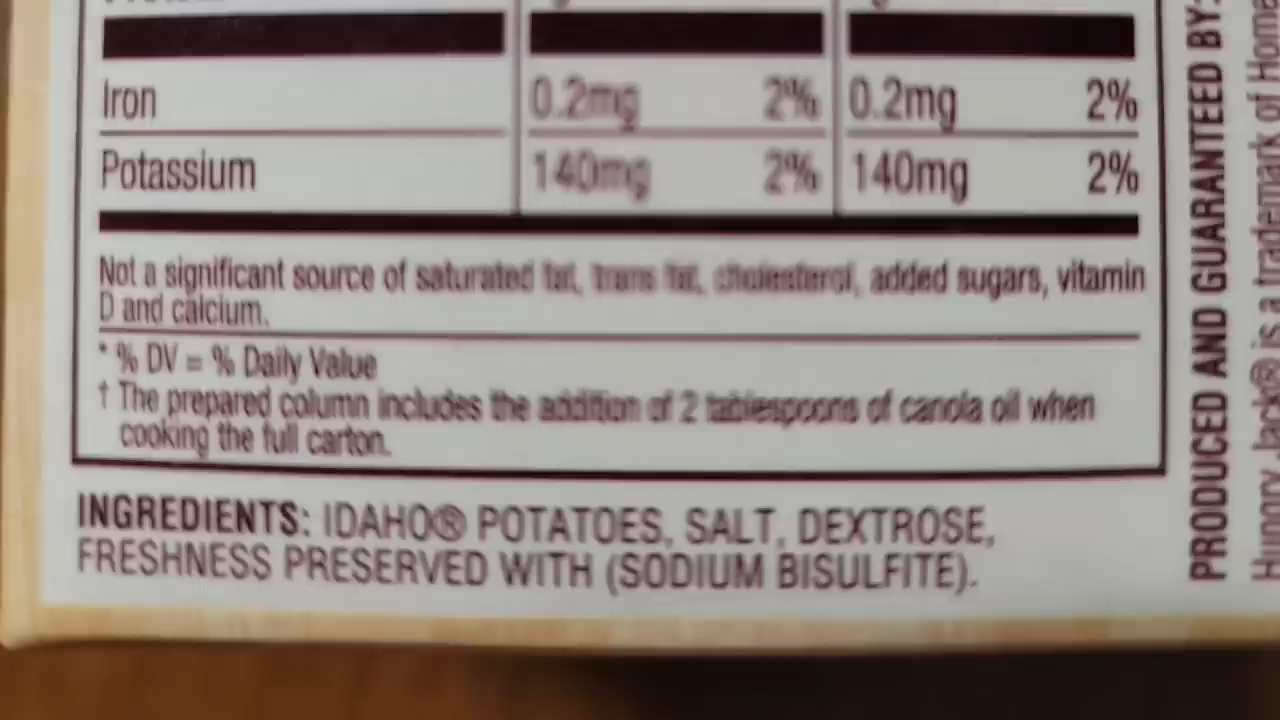 Iron 0.2mg 2% 0.2mg 2%
Potassium 140mg 2% 140mg 2%
Not a significant source of saturated fat, trans fat, cholesterol, added sugars, vitamin
D and calcium.
* % DV = % Daily Value
† The prepared column includes the addition of 2 tablespoons of canola oil when
cooking the full carton.
INGREDIENTS: IDAHO® POTATOES, SALT, DEXTROSE,
FRESHNESS PRESERVED WITH (SODIUM BISULFITE).
PRODUCED AND GUARANTEED BY:
Hungry Jack® is a trademark of